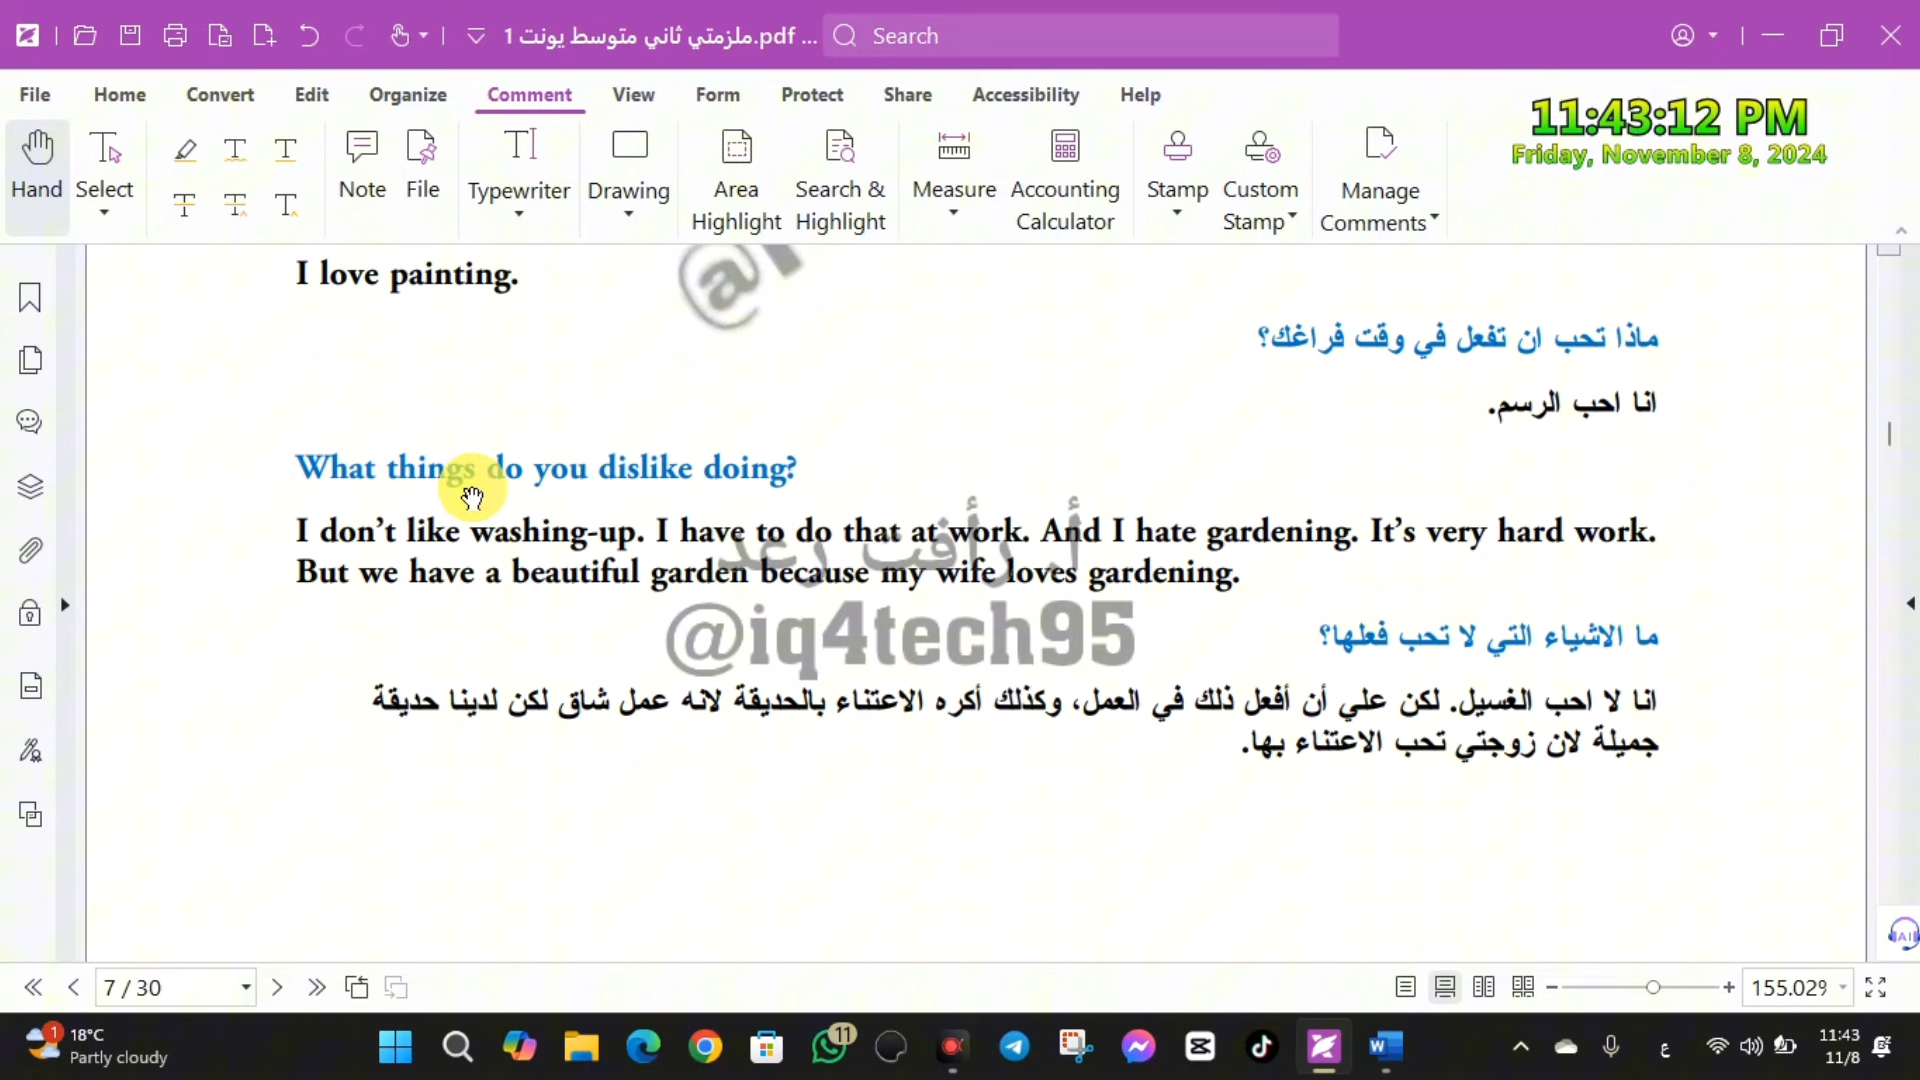 ملزمتي ثاني متوسط يونت 1.pdf ...
Search
File Home Convert Edit Organize Comment View Form Protect Share Accessibility Help
11:43:12 PM
Friday, November 8, 2024
Hand Select Note File Typewriter Drawing Area Highlight Search & Highlight Measure Accounting Calculator Stamp Custom Stamp Manage Comments
I love painting.
ماذا تحب ان تفعل في وقت فراغك؟
انا احب الرسم.
What things do you dislike doing?
I don't like washing-up. I have to do that at work. And I hate gardening. It's very hard work.
But we have a beautiful garden because my wife loves gardening.
أ. رأفت رعد
@iq4tech95
ما الاشياء التي لا تحب فعلها؟
انا لا احب الغسيل. لكن علي أن أفعل ذلك في العمل، وكذلك أكره الاعتناء بالحديقة لانه عمل شاق لكن لدينا حديقة
جميلة لان زوجتي تحب الاعتناء بها.
AI
7 / 30
155.029
1
18°C
Partly cloudy
11
ع
11:43
11/8